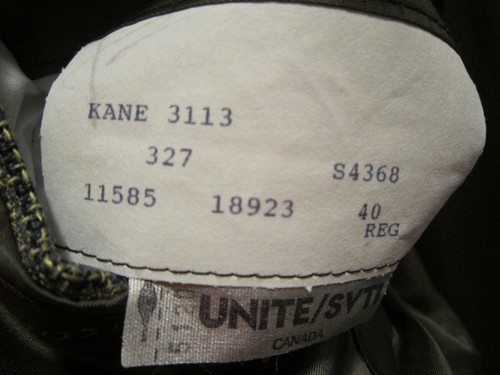 KANE 3113
327 S4368
11585 18923 40
REG
UNITE/SVTI
CANADA